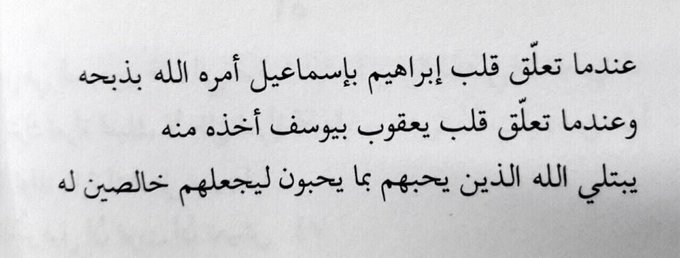 عندما تعلّق قلب إبراهيم بإسماعيل أمره الله بذبحه
وعندما تعلّق قلب يعقوب بيوسف أخذه منه
يبتلي الله الذين يحبهم بما يحبون ليجعلهم خالصين له